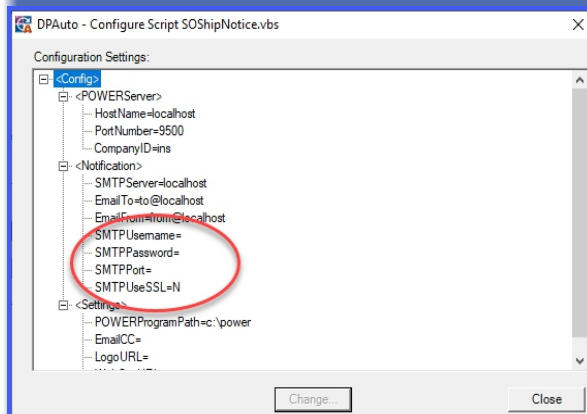 DPAuto - Configure Script SOShipNotice.vbs
Configuration Settings:
<Config>
<POWERServer>
HostName=localhost
PortNumber=9500
CompanyID=ins
<Notification>
SMTPServer=localhost
EmailTo=to@localhost
EmailFrom=from@localhost
SMTPUsername=
SMTPPassword=
SMTPPort=
SMTPUseSSL=N
<Settings>
POWERProgramPath=c:\power
EmailCC=
LogoURL=
Change...
Close